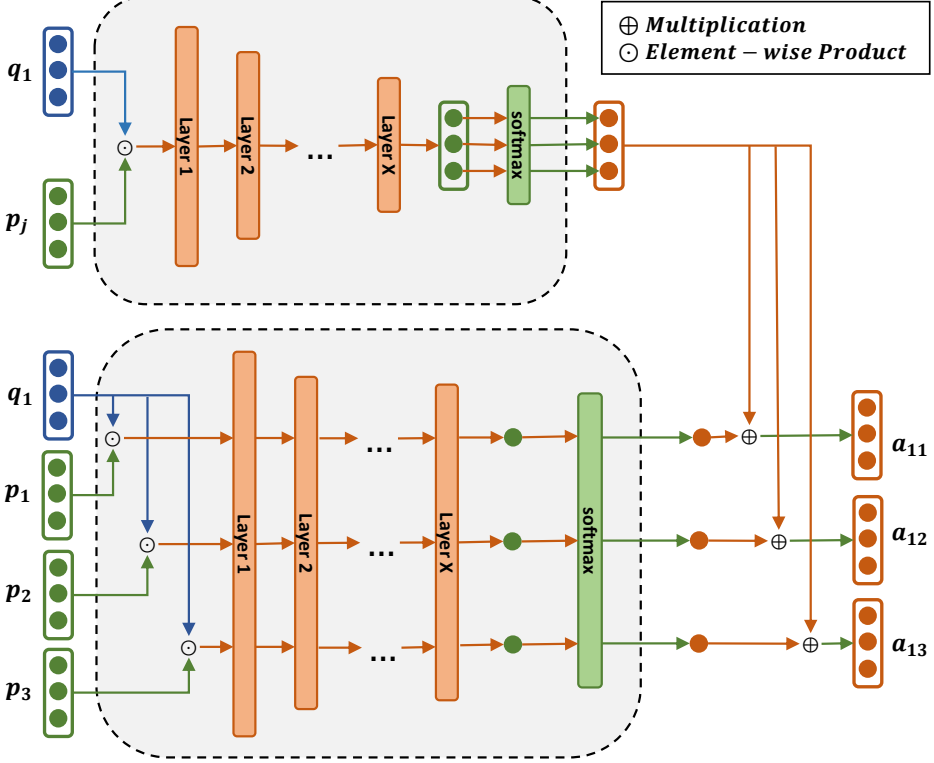 ⊕ Multiplication
⊙ Element − wise Product
q₁
pⱼ
⊙
Layer 1
Layer 2
...
Layer X
softmax
q₁
p₁
p₂
p₃
⊙
⊙
⊙
Layer 1
Layer 2
...
...
...
Layer X
softmax
⊕
⊕
⊕
a₁₁
a₁₂
a₁₃